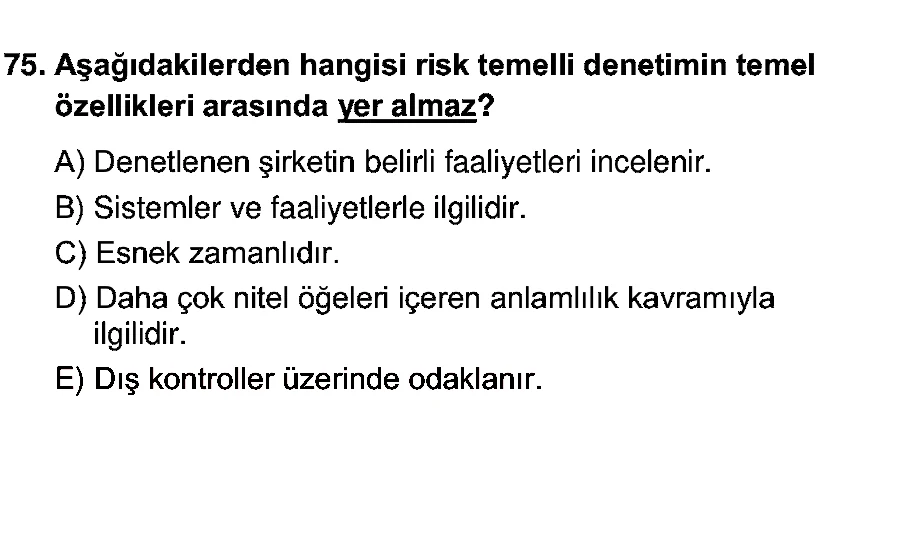 75. Aşağıdakilerden hangisi risk temelli denetimin temel
özellikleri arasında yer almaz?
A) Denetlenen şirketin belirli faaliyetleri incelenir.
B) Sistemler ve faaliyetlerle ilgilidir.
C) Esnek zamanlıdır.
D) Daha çok nitel öğeleri içeren anlamlılık kavramıyla
ilgilidir.
E) Dış kontroller üzerinde odaklanır.